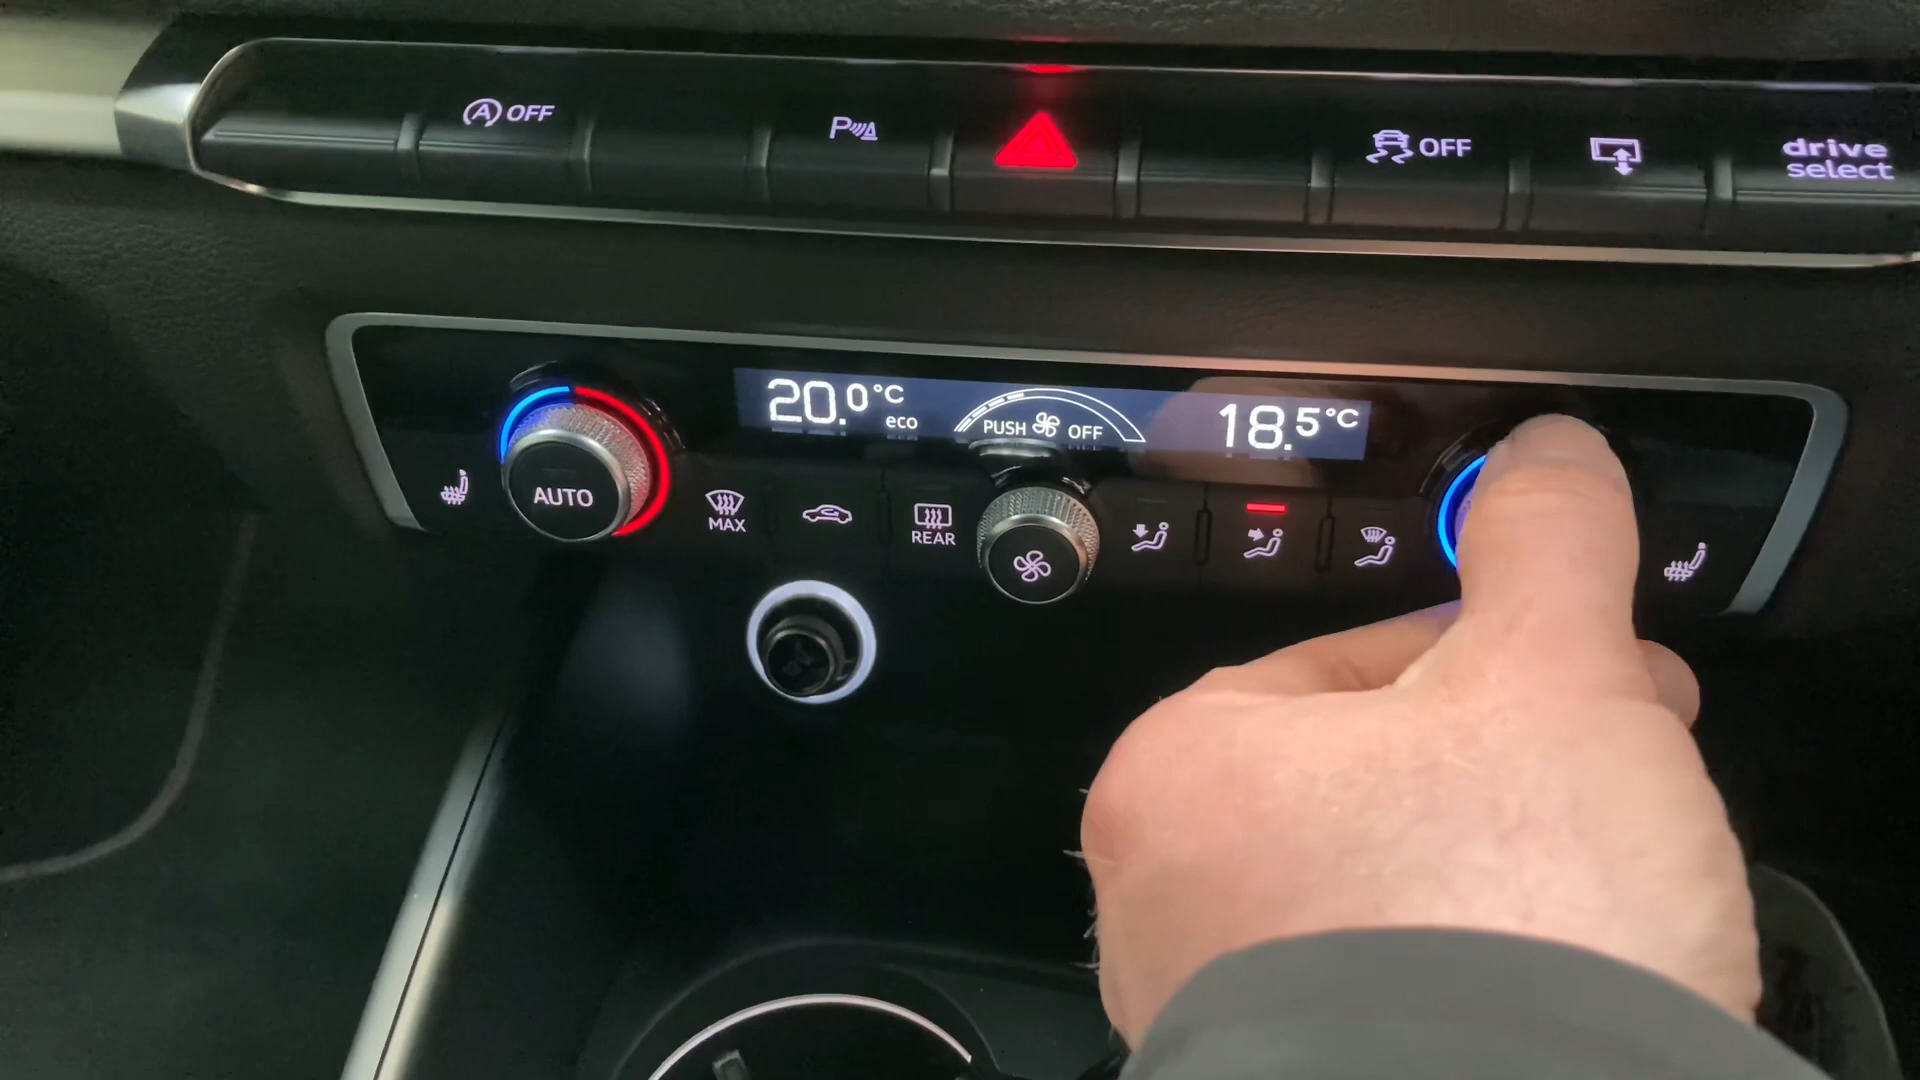 OFF
P
OFF
drive
select
20.0°C
eco
PUSH
OFF
18.5°C
AUTO
MAX
REAR